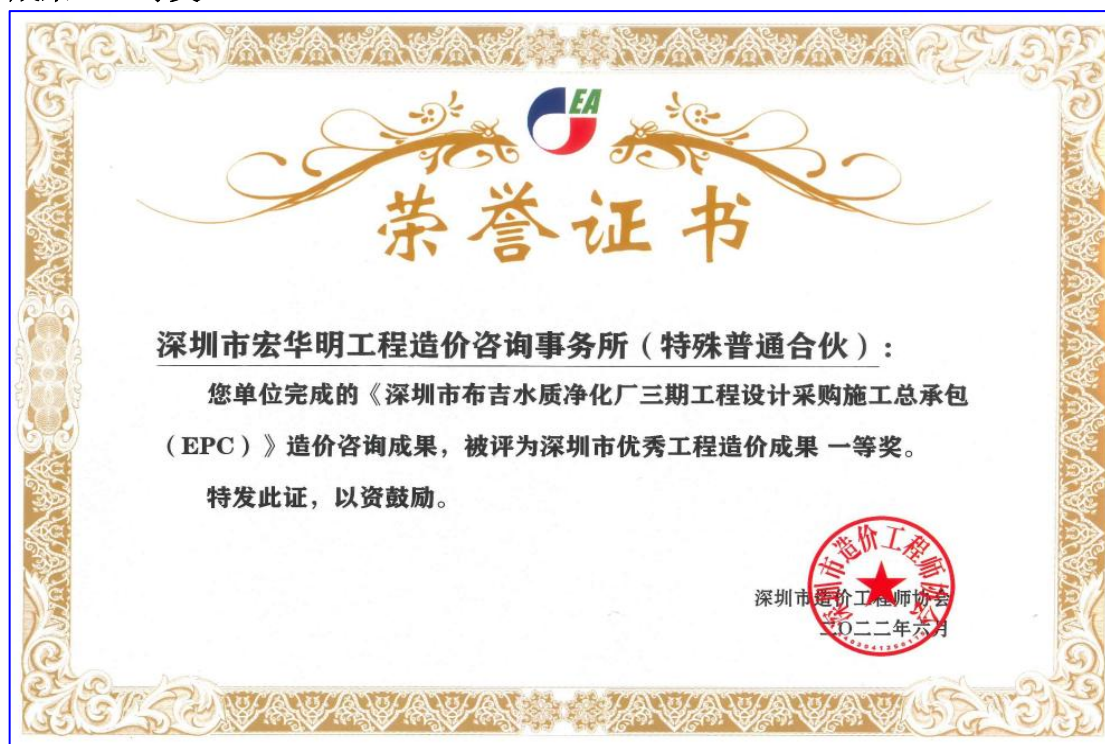 EA
荣誉证书
深圳市宏华明工程造价咨询事务所（特殊普通合伙）:
您单位完成的《深圳市布吉水质净化厂三期工程设计采购施工总承包
（EPC）》造价咨询成果，被评为深圳市优秀工程造价成果 一等奖。
特发此证，以资鼓励。
深圳市造价工程师协会
深圳市造价工程师协会
二〇二二年六月